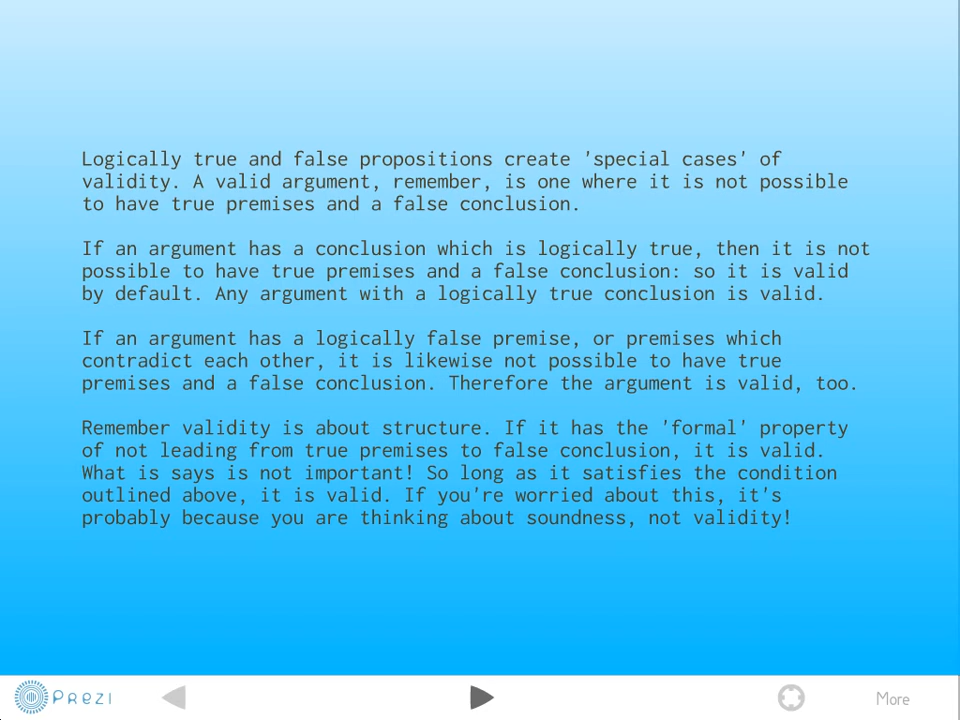 Logically true and false propositions create 'special cases' of
validity. A valid argument, remember, is one where it is not possible
to have true premises and a false conclusion.
If an argument has a conclusion which is logically true, then it is not
possible to have true premises and a false conclusion: so it is valid
by default. Any argument with a logically true conclusion is valid.
If an argument has a logically false premise, or premises which
contradict each other, it is likewise not possible to have true
premises and a false conclusion. Therefore the argument is valid, too.
Remember validity is about structure. If it has the 'formal' property
of not leading from true premises to false conclusion, it is valid.
What is says is not important! So long as it satisfies the condition
outlined above, it is valid. If you're worried about this, it's
probably because you are thinking about soundness, not validity!
Prezi
More